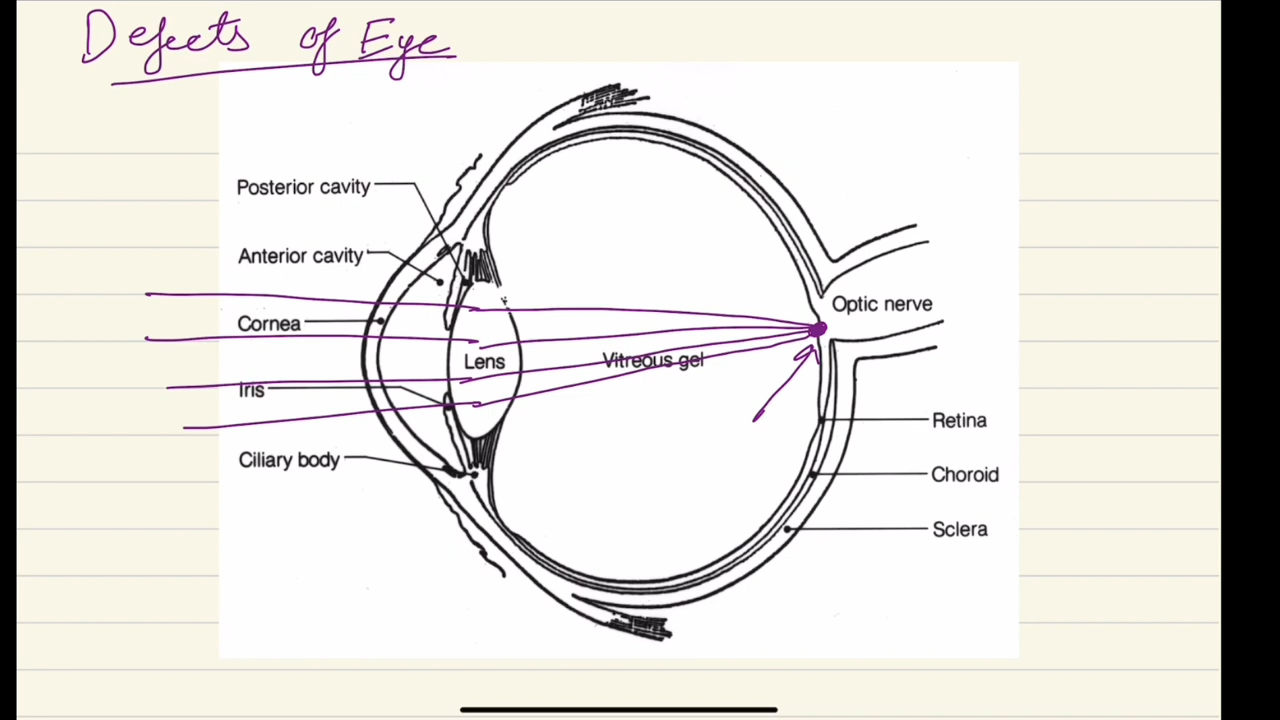 Defects of Eye
Posterior cavity
Anterior cavity
Cornea
Iris
Ciliary body
Lens
Vitreous gel
Optic nerve
Retina
Choroid
Sclera